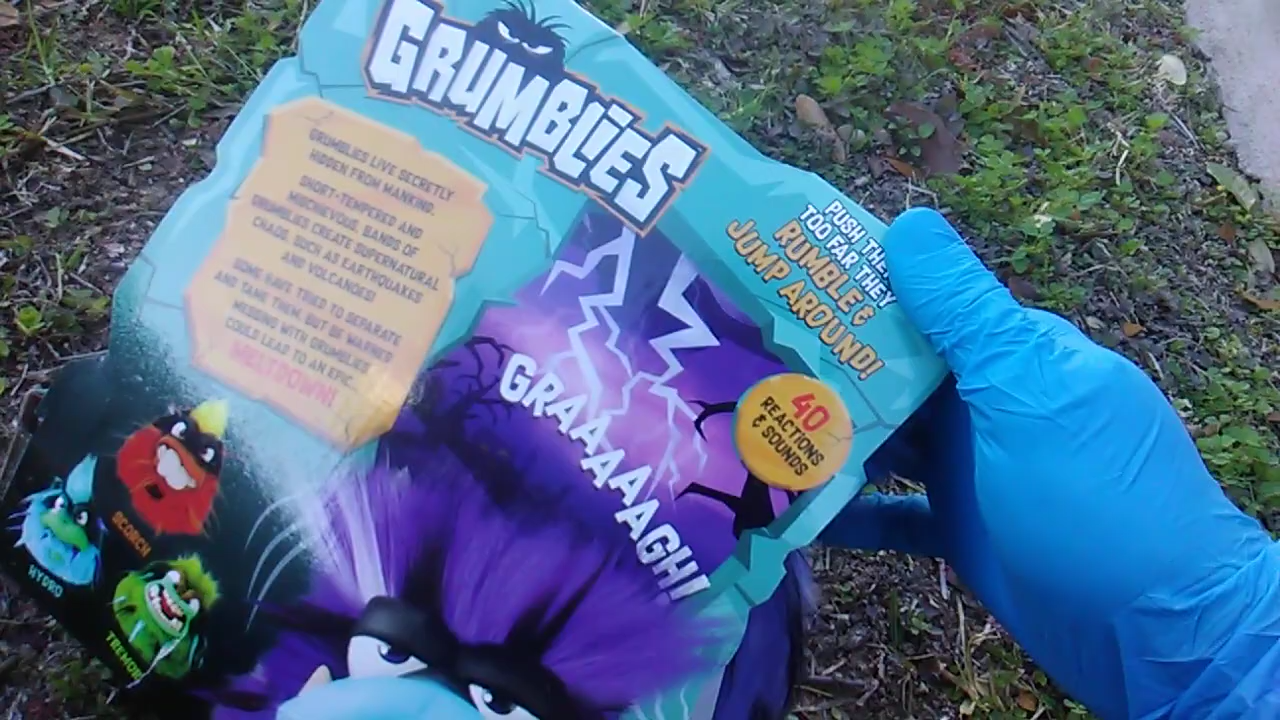 GRUMBLiES
GRUMBLIES LIVE SECRETLY
HIDDEN FROM MANKIND.
SHORT-TEMPERED AND
MISCHIEVOUS, BANDS OF
GRUMBLIES CREATE SUPERNATURAL
CHAOS, SUCH AS EARTHQUAKES
AND VOLCANOES!
SOME HAVE TRIED TO SEPARATE
AND TAME THEM, BUT BE WARNED
MESSING WITH GRUMBLIES
COULD LEAD TO AN EPIC...
MELTDOWN!
PUSH THEM
TOO FAR THEY
RUMBLE &
JUMP AROUND!
40
REACTIONS
& SOUNDS
GRAAAAAGH!
SCORCH
HYDRO
TREMOR